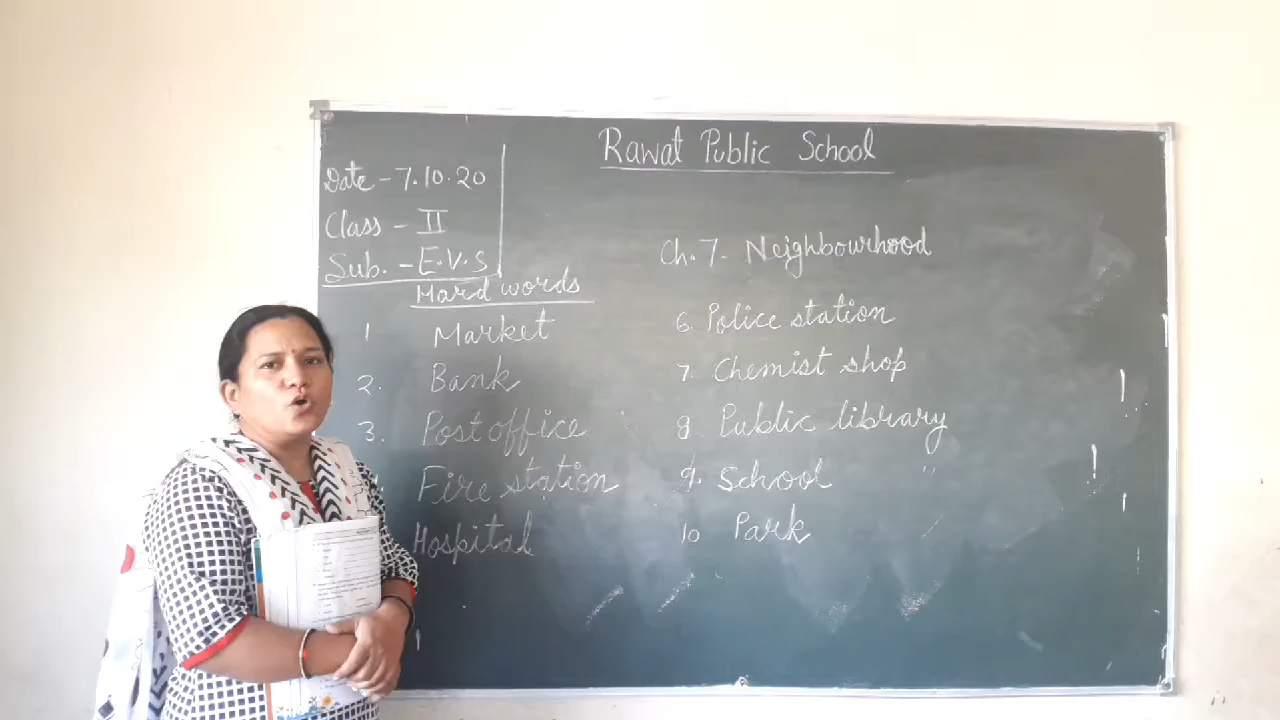 Rawat Public School
Date - 7.10.20
Class - II
Sub. - E.V.S
Ch. 7. Neighbourhood
Hard words
1 Market
2. Bank
3. Post office
Fire station
Hospital
6. Police station
7. Chemist shop
8 Public library
9. School
10 Park